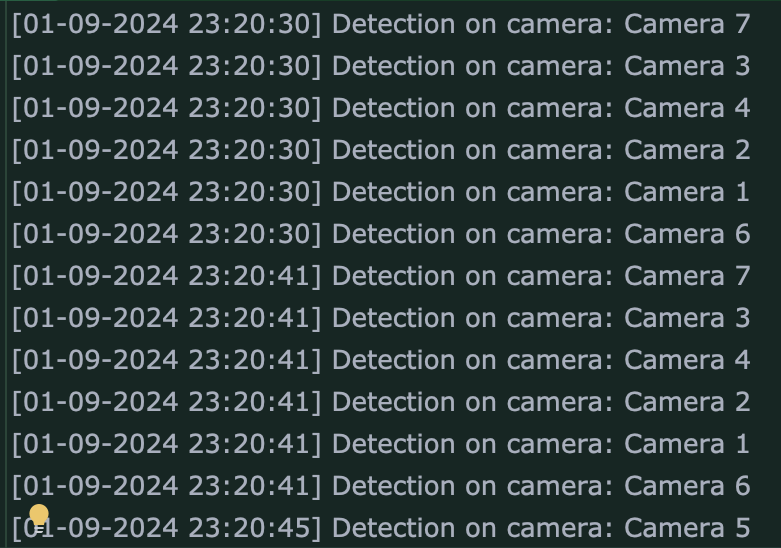 [01-09-2024 23:20:30] Detection on camera: Camera 7
[01-09-2024 23:20:30] Detection on camera: Camera 3
[01-09-2024 23:20:30] Detection on camera: Camera 4
[01-09-2024 23:20:30] Detection on camera: Camera 2
[01-09-2024 23:20:30] Detection on camera: Camera 1
[01-09-2024 23:20:30] Detection on camera: Camera 6
[01-09-2024 23:20:41] Detection on camera: Camera 7
[01-09-2024 23:20:41] Detection on camera: Camera 3
[01-09-2024 23:20:41] Detection on camera: Camera 4
[01-09-2024 23:20:41] Detection on camera: Camera 2
[01-09-2024 23:20:41] Detection on camera: Camera 1
[01-09-2024 23:20:41] Detection on camera: Camera 6
[01-09-2024 23:20:45] Detection on camera: Camera 5